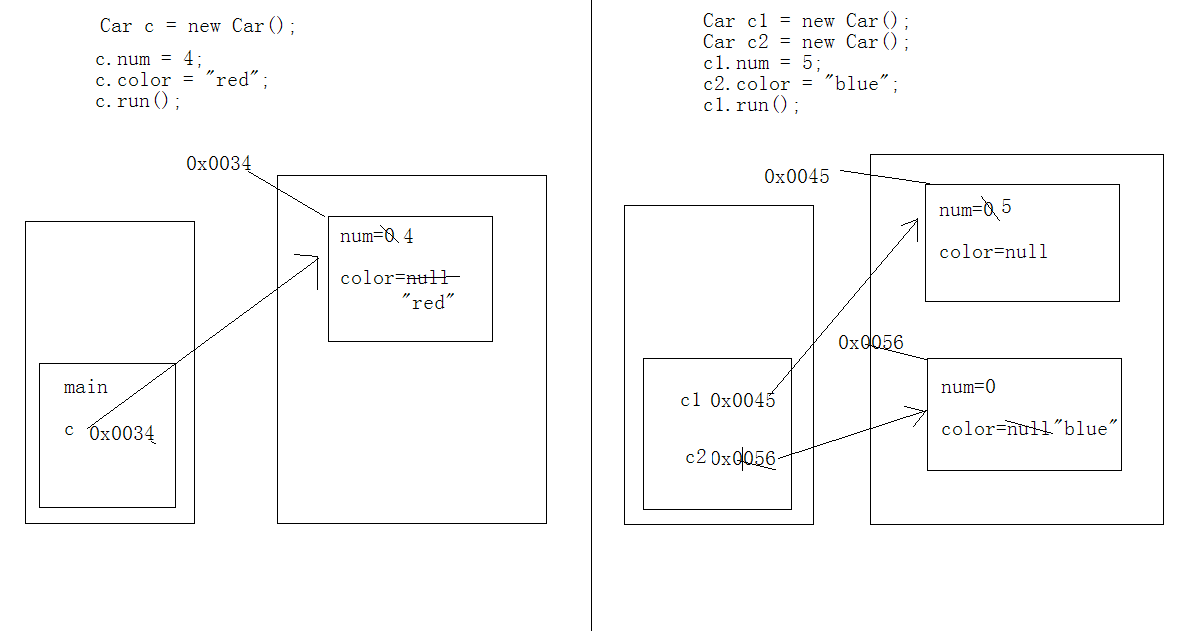 Car c = new Car();
c.num = 4;
c.color = "red";
c.run();
0x0034
num=0 4
color=null
"red"
main
c 0x0034
Car c1 = new Car();
Car c2 = new Car();
c1.num = 5;
c2.color = "blue";
c1.run();
0x0045
num=0 5
color=null
0x0056
c1 0x0045
num=0
color=null"blue"
c2 0x0056